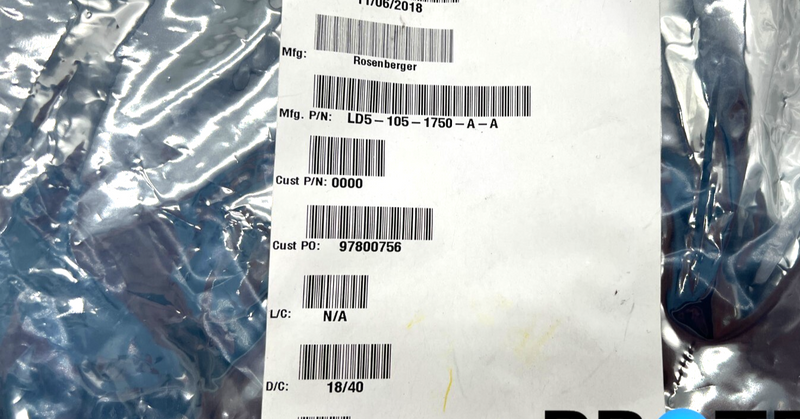 11/06/2018
Mfg: Rosenberger
Mfg. P/N: LD5-105-1750-A-A
Cust P/N: 0000
Cust PO: 97800756
L/C: N/A
D/C: 18/40